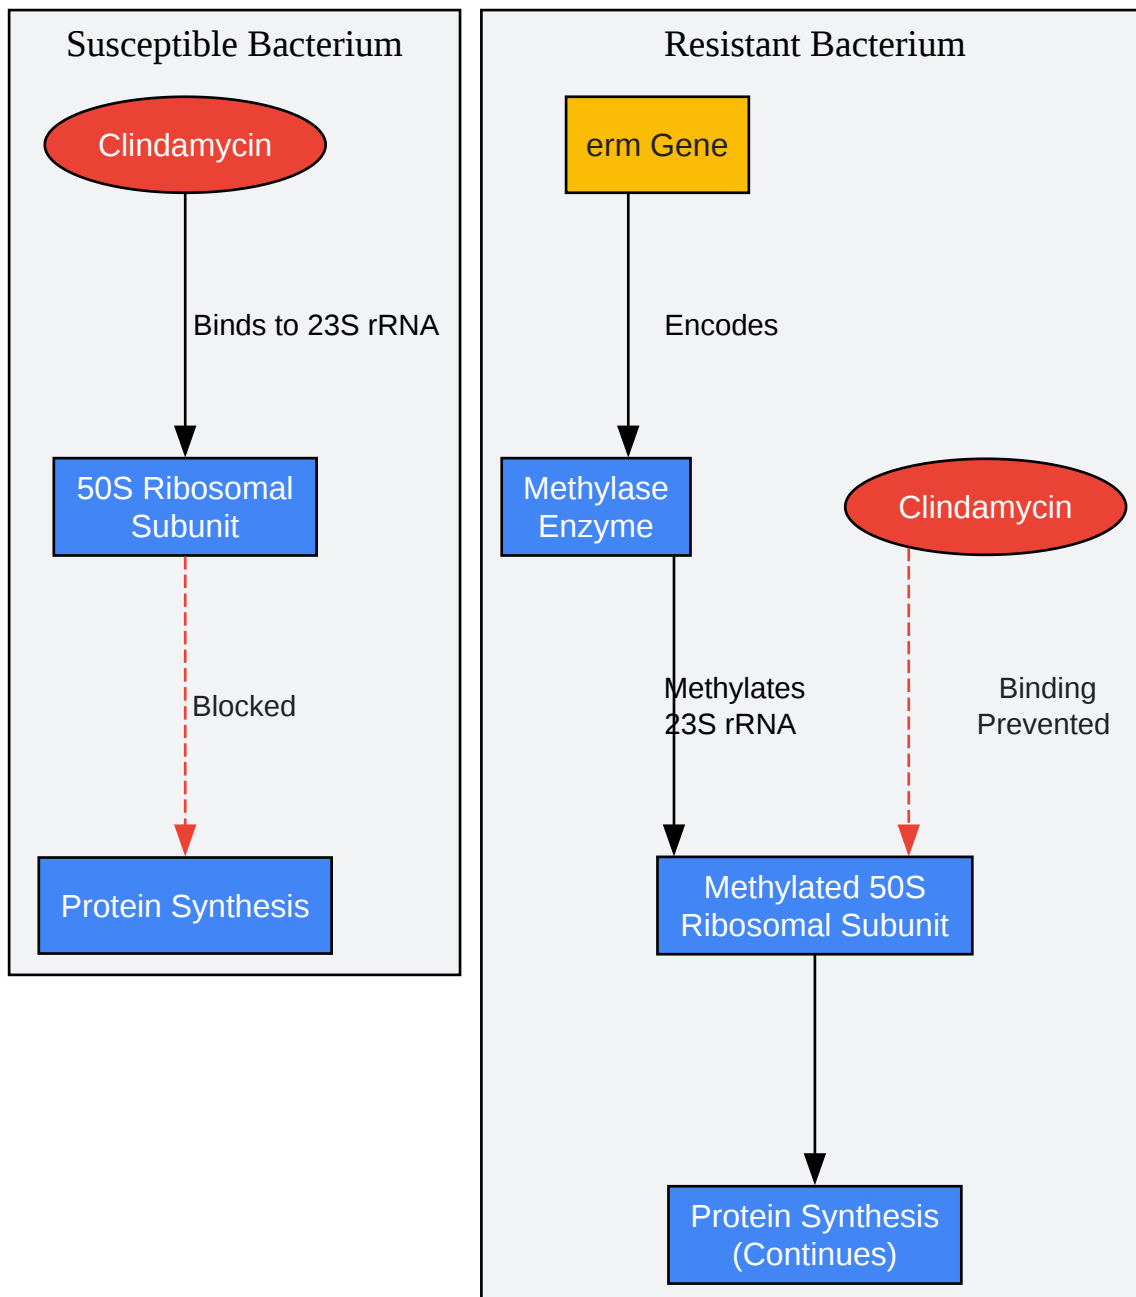 Susceptible Bacterium
Clindamycin
Binds to 23S rRNA
50S Ribosomal
Subunit
Blocked
Protein Synthesis
Resistant Bacterium
erm Gene
Encodes
Methylase
Enzyme
Clindamycin
Methylates
23S rRNA
Binding
Prevented
Methylated 50S
Ribosomal Subunit
Protein Synthesis
(Continues)